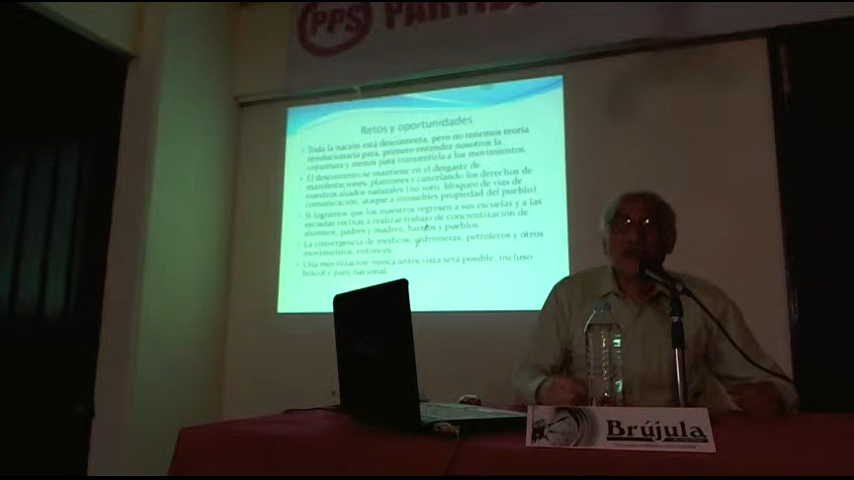 PPS PARTIDO
Retos y oportunidades
• Toda la nación está descontenta, pero no tenemos teoría
revolucionaria para, primero entender nosotros la
coyuntura y menos para transmitirla a los movimientos.
• El descontento se mantiene en el desgaste de
manifestaciones, plantones y cancelando los derechos de
nuestros aliados naturales (no voto, bloqueo de vías de
comunicación, ataque a inmuebles propiedad del pueblo).
• Si logramos que los maestros regresen a sus escuelas y a las
escuelas vecinas a realizar trabajo de concientización de
alumnos, padres y madres, barrios y pueblos.
• La convergencia de médicos, enfermeras, petroleros y otros
movimientos, entonces
• Una movilización nunca antes vista será posible, incluso
boicot y paro nacional.
Brújula